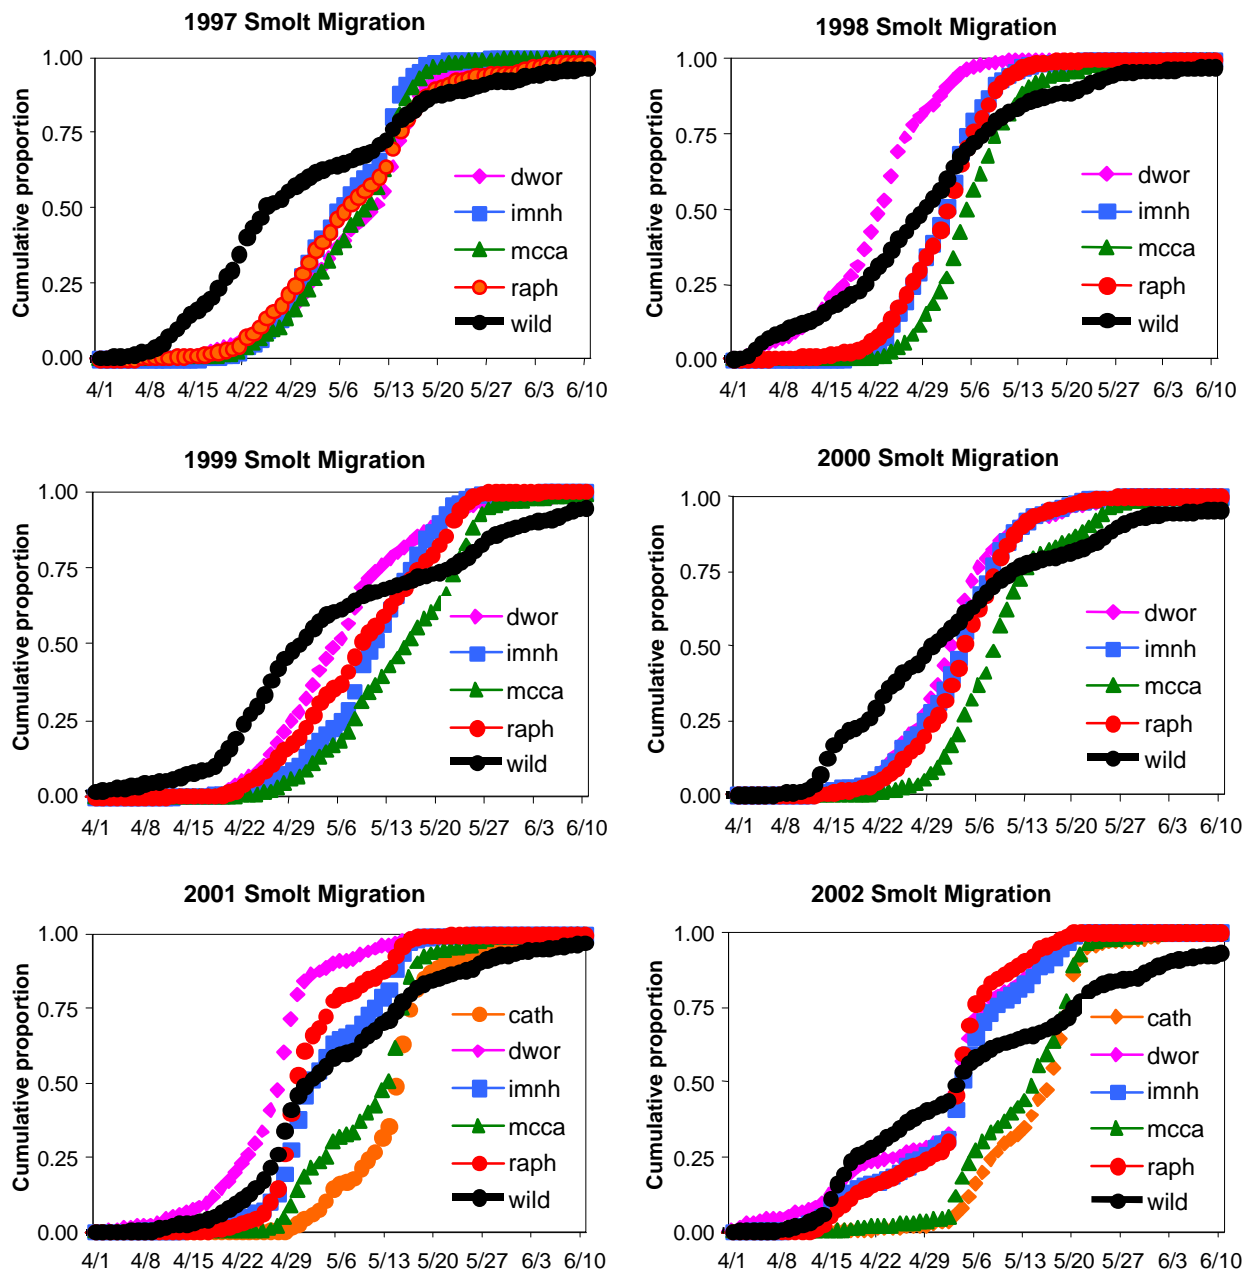 1997 Smolt Migration
Cumulative proportion
1.00
0.75
0.50
0.25
0.00
4/1 4/8 4/15 4/22 4/29 5/6 5/13 5/20 5/27 6/3 6/10
dwor
imnh
mcca
raph
wild
1998 Smolt Migration
Cumulative proportion
1.00
0.75
0.50
0.25
0.00
4/1 4/8 4/15 4/22 4/29 5/6 5/13 5/20 5/27 6/3 6/10
dwor
imnh
mcca
raph
wild
1999 Smolt Migration
Cumulative proportion
1.00
0.75
0.50
0.25
0.00
4/1 4/8 4/15 4/22 4/29 5/6 5/13 5/20 5/27 6/3 6/10
dwor
imnh
mcca
raph
wild
2000 Smolt Migration
Cumulative proportion
1.00
0.75
0.50
0.25
0.00
4/1 4/8 4/15 4/22 4/29 5/6 5/13 5/20 5/27 6/3 6/10
dwor
imnh
mcca
raph
wild
2001 Smolt Migration
Cumulative proportion
1.00
0.75
0.50
0.25
0.00
4/1 4/8 4/15 4/22 4/29 5/6 5/13 5/20 5/27 6/3 6/10
cath
dwor
imnh
mcca
raph
wild
2002 Smolt Migration
Cumulative proportion
1.00
0.75
0.50
0.25
0.00
4/1 4/8 4/15 4/22 4/29 5/6 5/13 5/20 5/27 6/3 6/10
cath
dwor
imnh
mcca
raph
wild